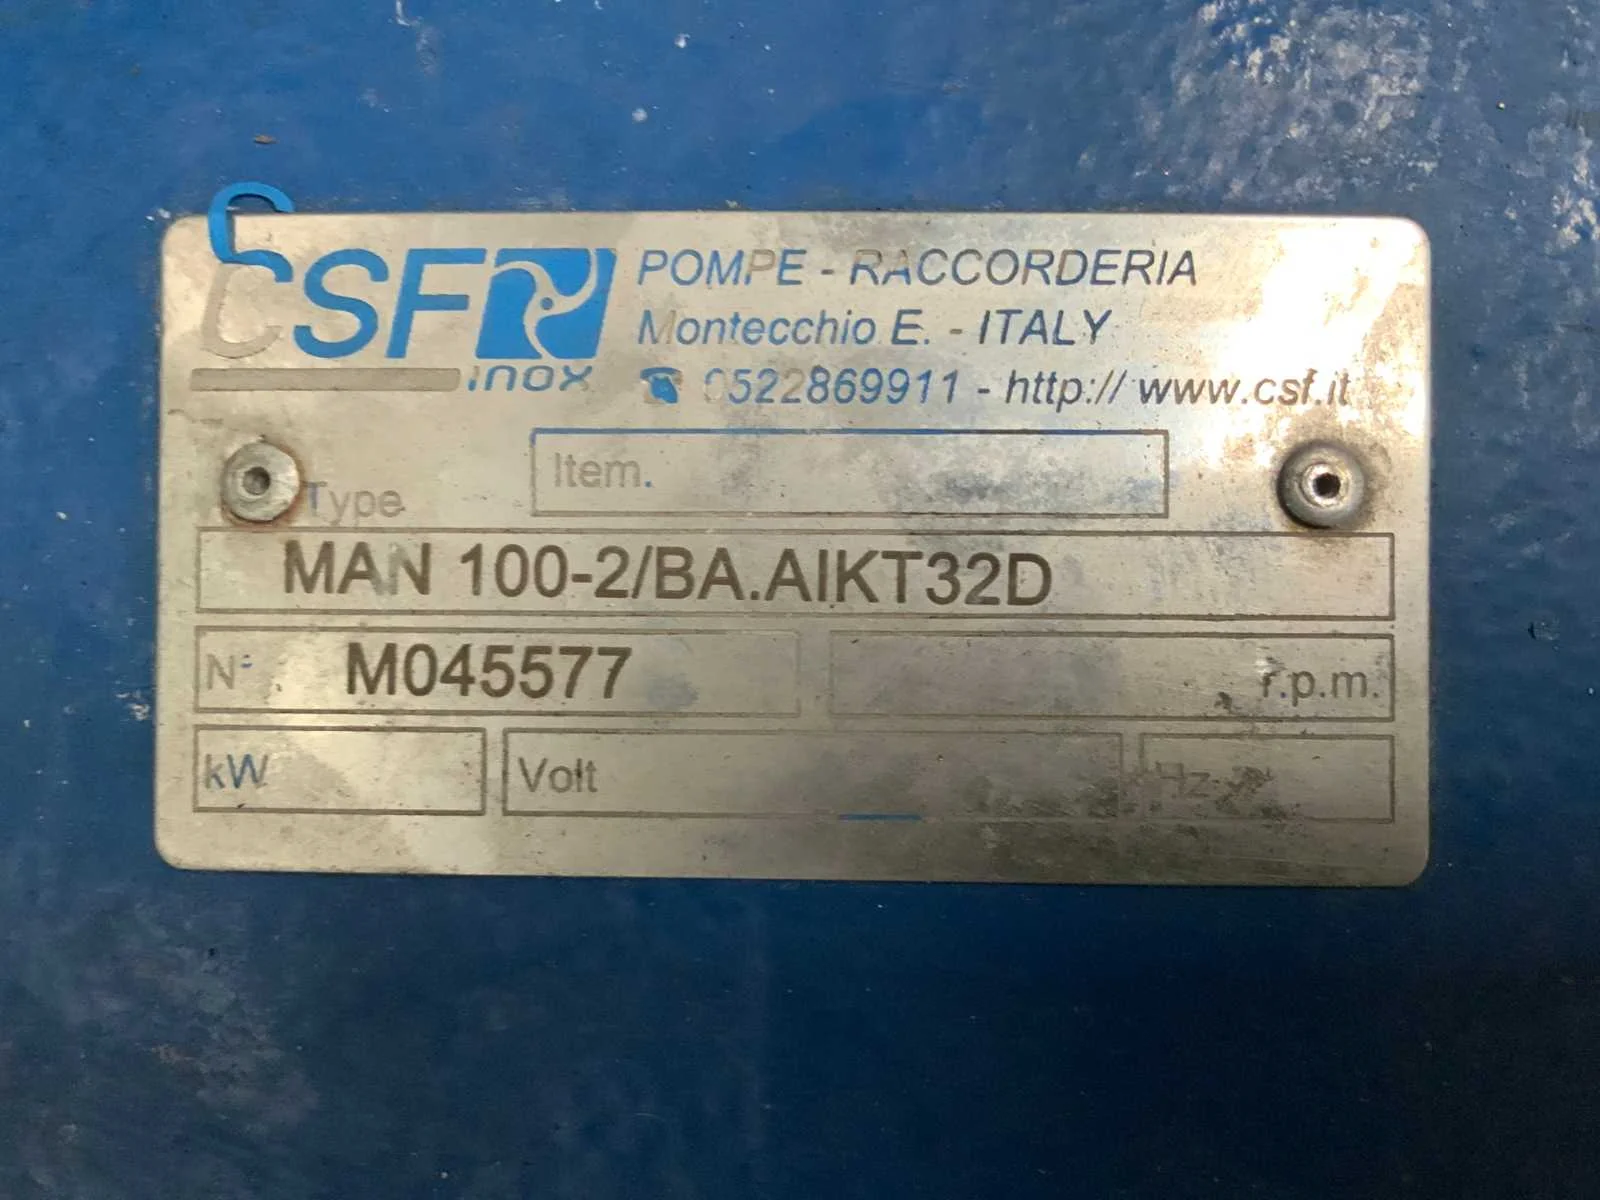 CSF
inox
POMPE - RACCORDERIA
Montecchio E. - ITALY
0522869911 - http:// www.csf.it
Item.
Type
MAN 100-2/BA.AIKT32D
N° M045577
r.p.m.
kW
Volt
Hz